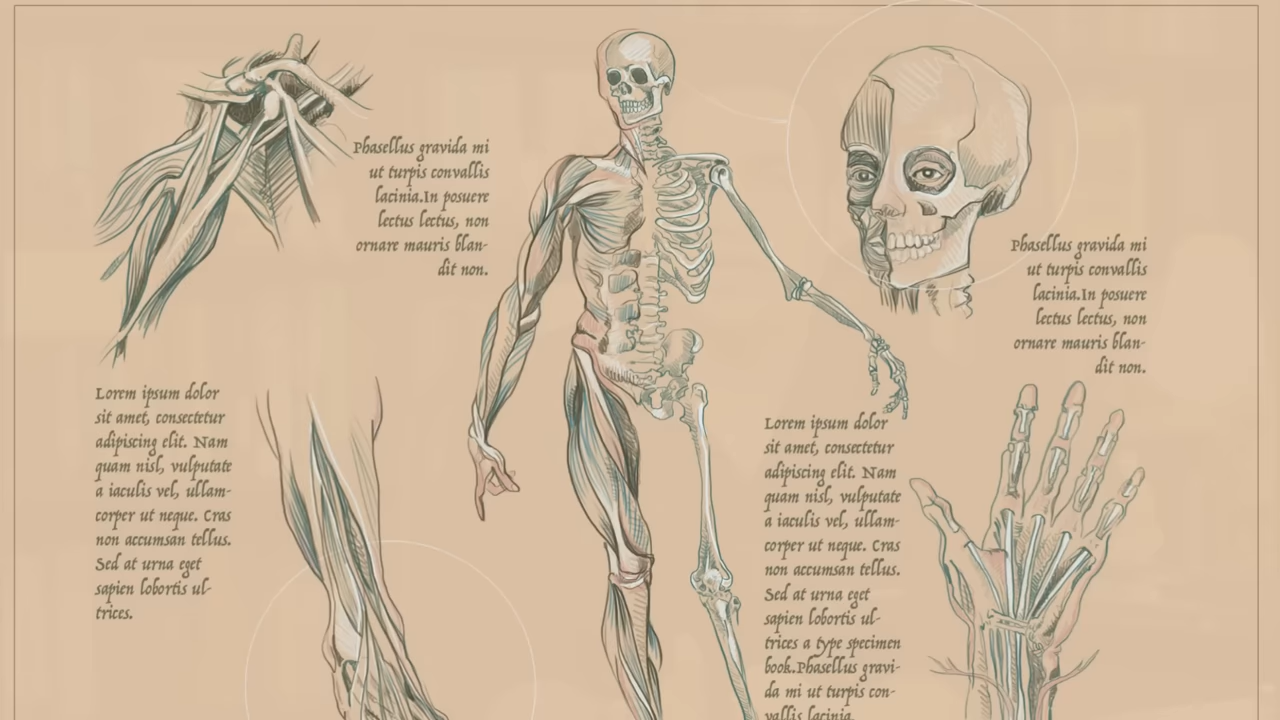 Phasellus gravida mi
ut turpis convallis
lacinia.In posuere
lectus lectus, non
ornare mauris blan-
dit non.
Phasellus gravida mi
ut turpis convallis
lacinia.In posuere
lectus lectus, non
ornare mauris blan-
dit non.
Lorem ipsum dolor
sit amet, consectetur
adipiscing elit. Nam
quam nisl, vulputate
a iaculis vel, ullam-
corper ut neque. Cras
non accumsan tellus.
Sed at urna eget
sapien lobortis ul-
trices.
Lorem ipsum dolor
sit amet, consectetur
adipiscing elit. Nam
quam nisl, vulputate
a iaculis vel, ullam-
corper ut neque. Cras
non accumsan tellus.
Sed at urna eget
sapien lobortis ul-
trices a type specimen
book.Phasellus gravi-
da mi ut turpis con-
vallis lacinia.